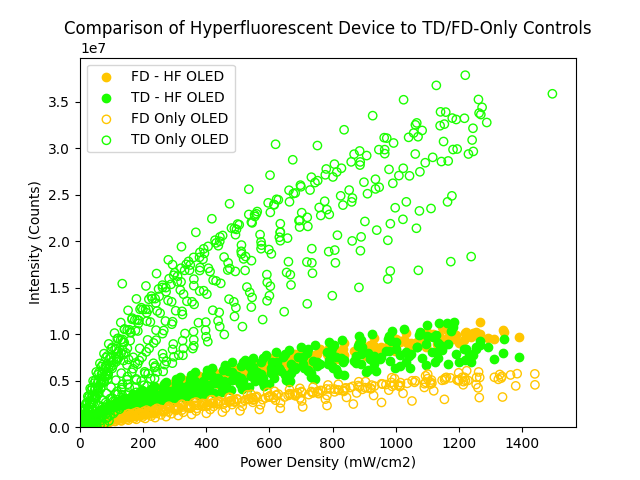 Comparison of Hyperfluorescent Device to TD/FD-Only Controls
1e7
FD - HF OLED
TD - HF OLED
FD Only OLED
TD Only OLED
3.5
3.0
2.5
2.0
1.5
1.0
0.5
0.0
Intensity (Counts)
0 200 400 600 800 1000 1200 1400
Power Density (mW/cm2)